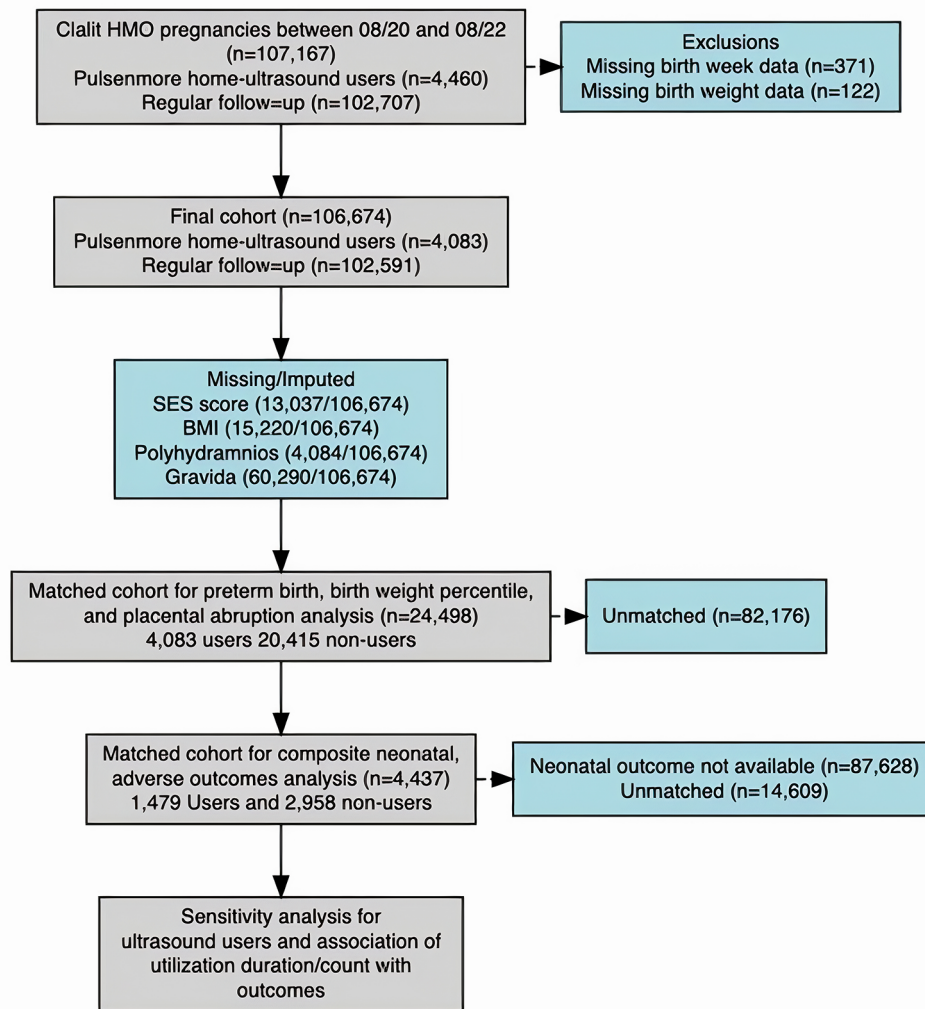 Clalit HMO pregnancies between 08/20 and 08/22
(n=107,167)
Pulsenmore home-ultrasound users (n=4,460)
Regular follow=up (n=102,707)
Exclusions
Missing birth week data (n=371)
Missing birth weight data (n=122)
Final cohort (n=106,674)
Pulsenmore home-ultrasound users (n=4,083)
Regular follow=up (n=102,591)
Missing/Imputed
SES score (13,037/106,674)
BMI (15,220/106,674)
Polyhydramnios (4,084/106,674)
Gravida (60,290/106,674)
Matched cohort for preterm birth, birth weight percentile,
and placental abruption analysis (n=24,498)
4,083 users 20,415 non-users
Unmatched (n=82,176)
Matched cohort for composite neonatal,
adverse outcomes analysis (n=4,437)
1,479 Users and 2,958 non-users
Neonatal outcome not available (n=87,628)
Unmatched (n=14,609)
Sensitivity analysis for
ultrasound users and association of
utilization duration/count with
outcomes